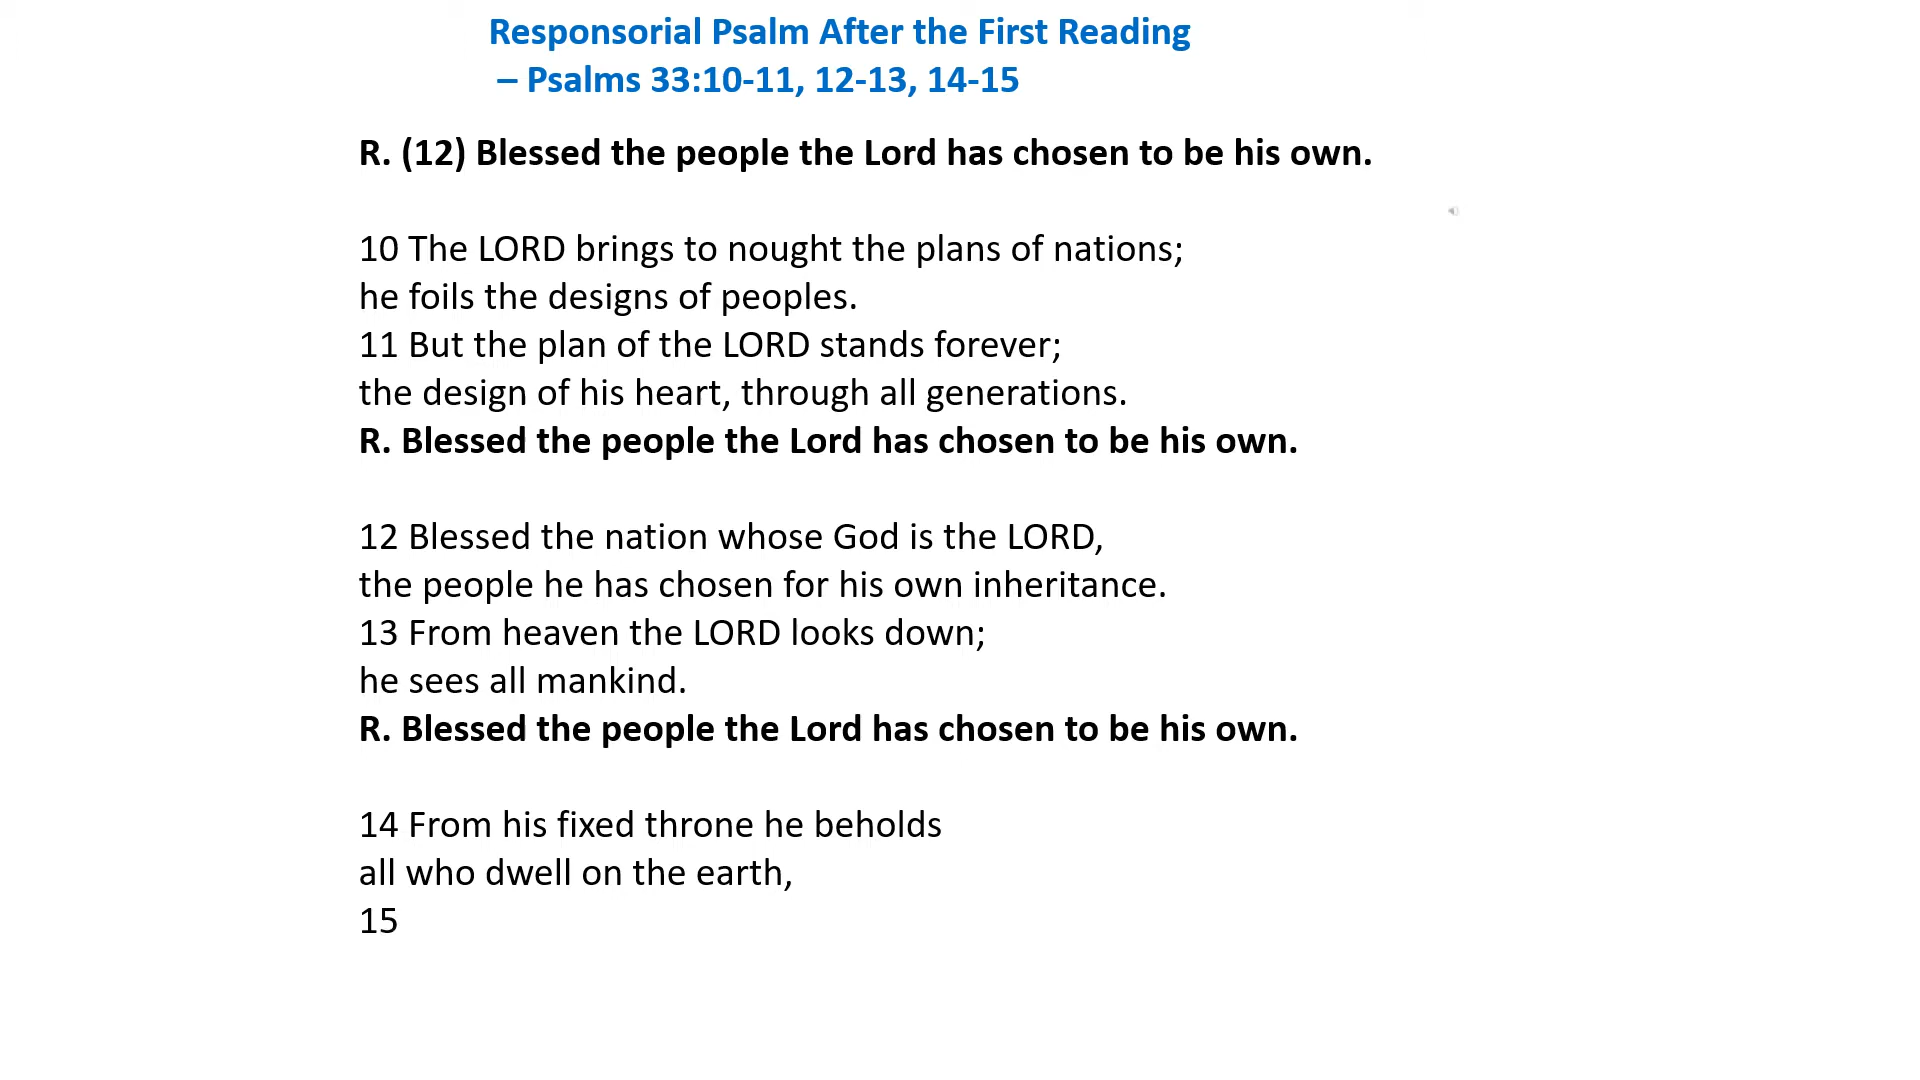 Responsorial Psalm After the First Reading
– Psalms 33:10-11, 12-13, 14-15
R. (12) Blessed the people the Lord has chosen to be his own.
10 The LORD brings to nought the plans of nations;
he foils the designs of peoples.
11 But the plan of the LORD stands forever;
the design of his heart, through all generations.
R. Blessed the people the Lord has chosen to be his own.
12 Blessed the nation whose God is the LORD,
the people he has chosen for his own inheritance.
13 From heaven the LORD looks down;
he sees all mankind.
R. Blessed the people the Lord has chosen to be his own.
14 From his fixed throne he beholds
all who dwell on the earth,
15